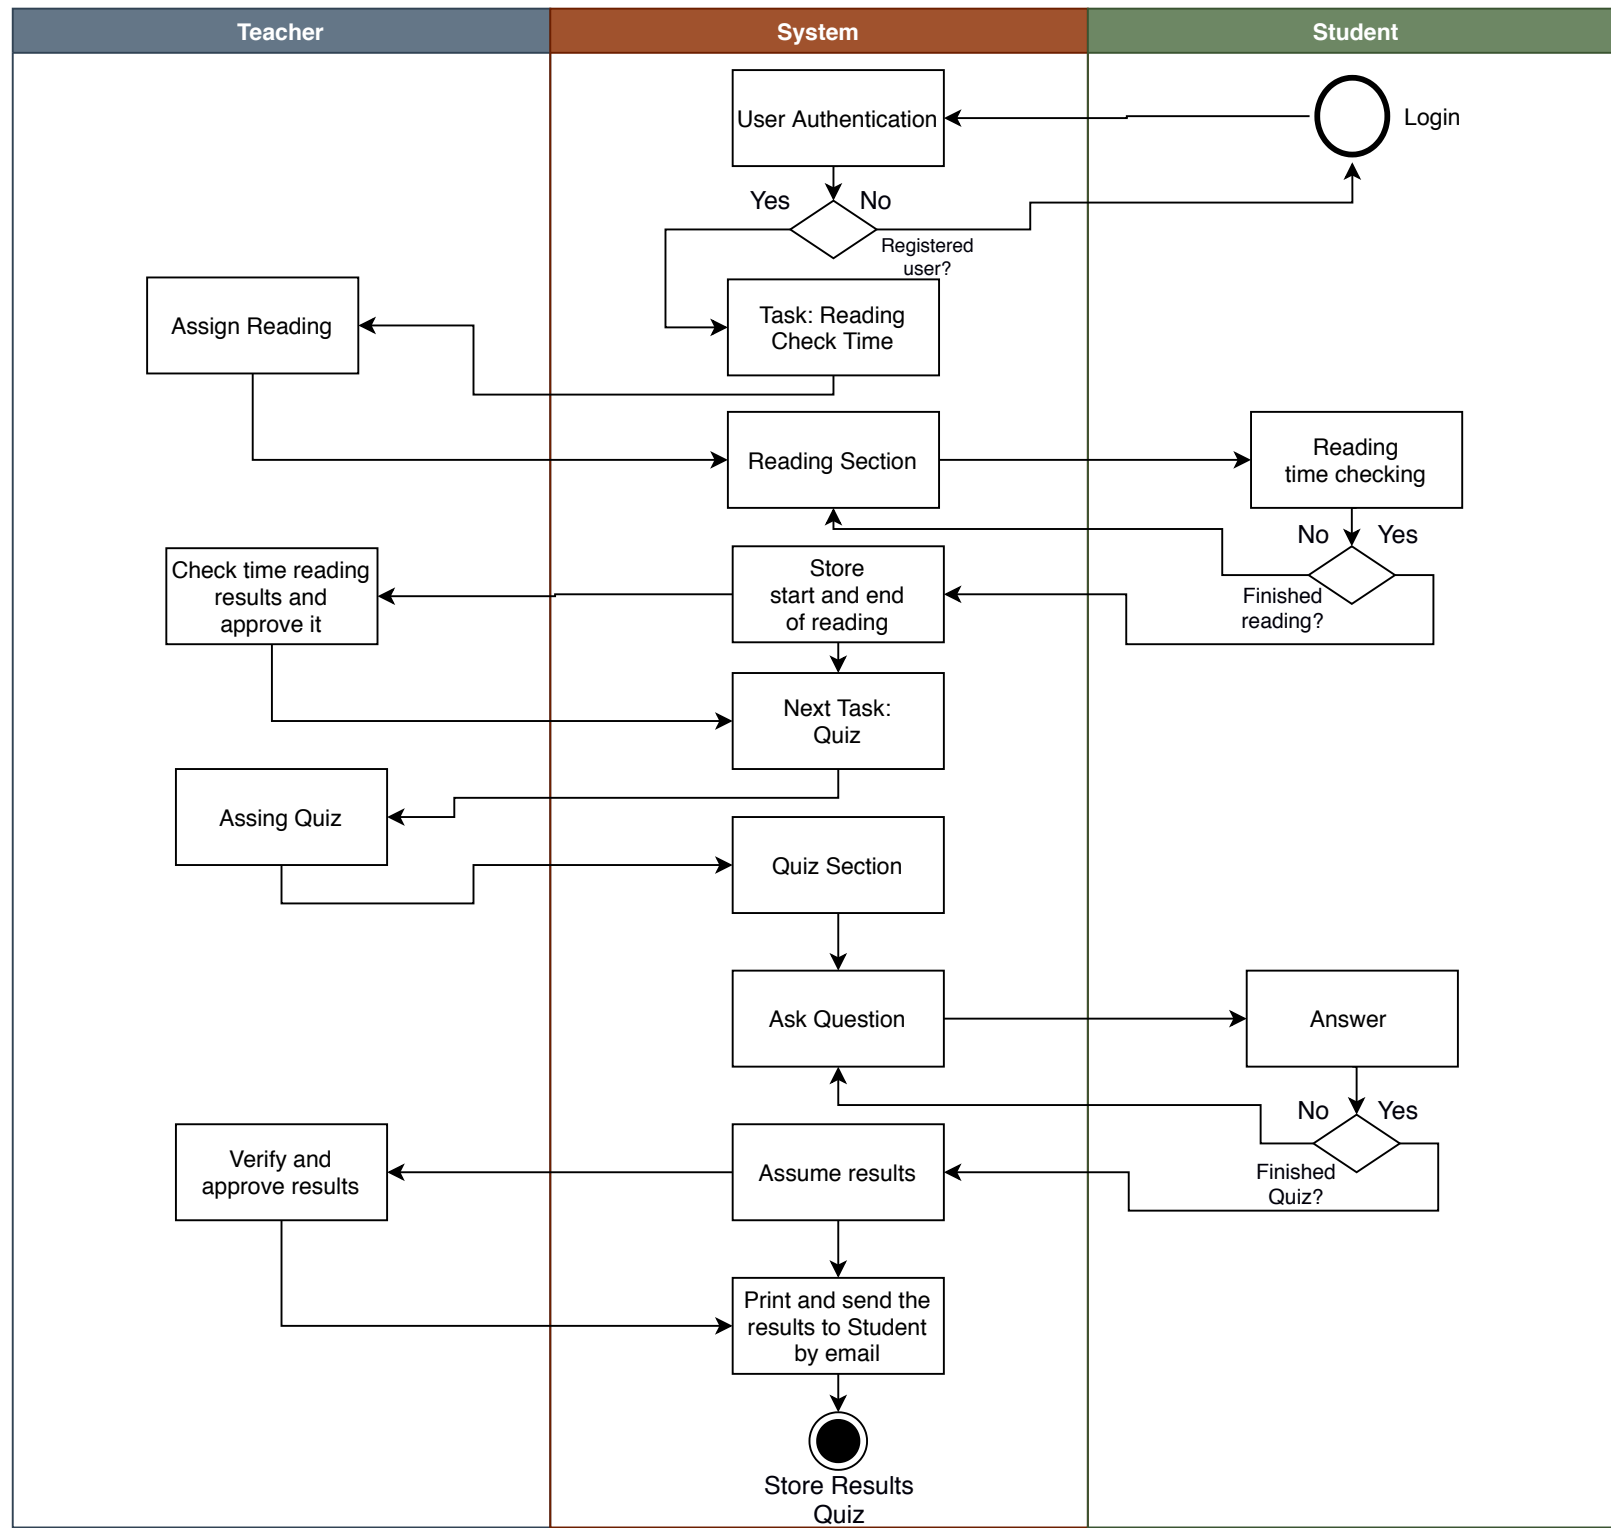 Teacher
System
Student
User Authentication
Login
Yes
No
Registered
user?
Assign Reading
Task: Reading
Check Time
Reading Section
Reading
time checking
No
Yes
Finished
reading?
Check time reading
results and
approve it
Store
start and end
of reading
Next Task:
Quiz
Assing Quiz
Quiz Section
Ask Question
Answer
No
Yes
Finished
Quiz?
Verify and
approve results
Assume results
Print and send the
results to Student
by email
Store Results
Quiz